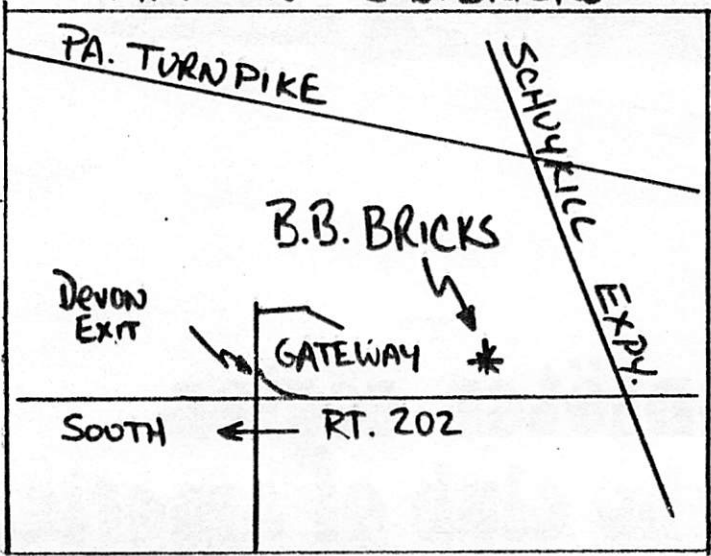 PA. TURNPIKE
SCHUYKILL EXPY.
B.B. BRICKS
DEVON
EXIT
GATEWAY
SOUTH ← RT. 202